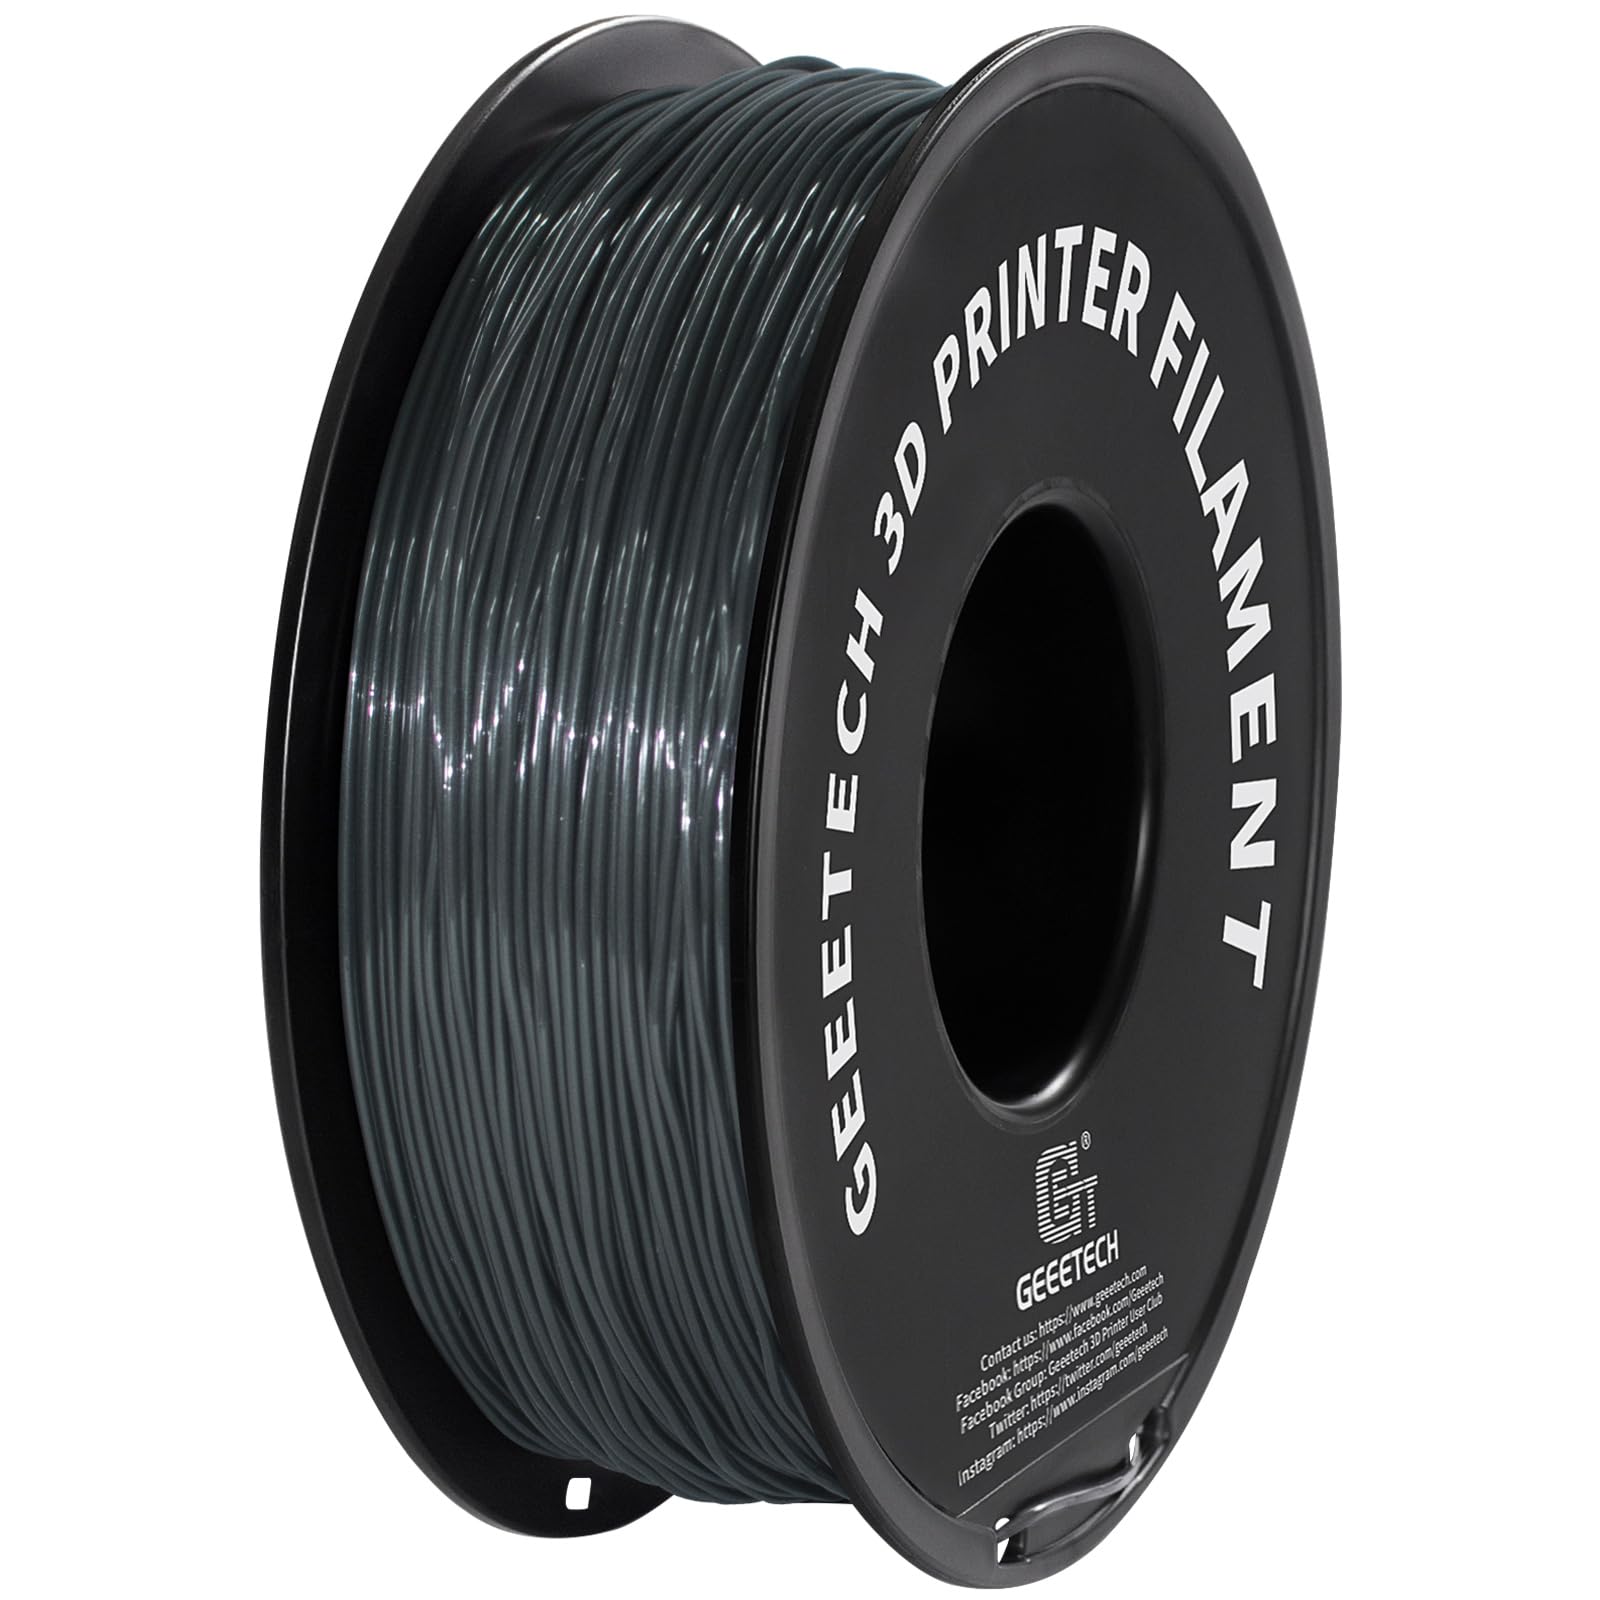 GEEETECH 3D PRINTER FILAMENT
GT®
GEEETECH
Contact us: https://www.geeetech.com
Facebook: https://www.facebook.com/Geeetech
Facebook Group: Geeetech 3D Printer User Club
Twitter: https://twitter.com/geeetech
Instagram: https://www.instagram.com/geeetech